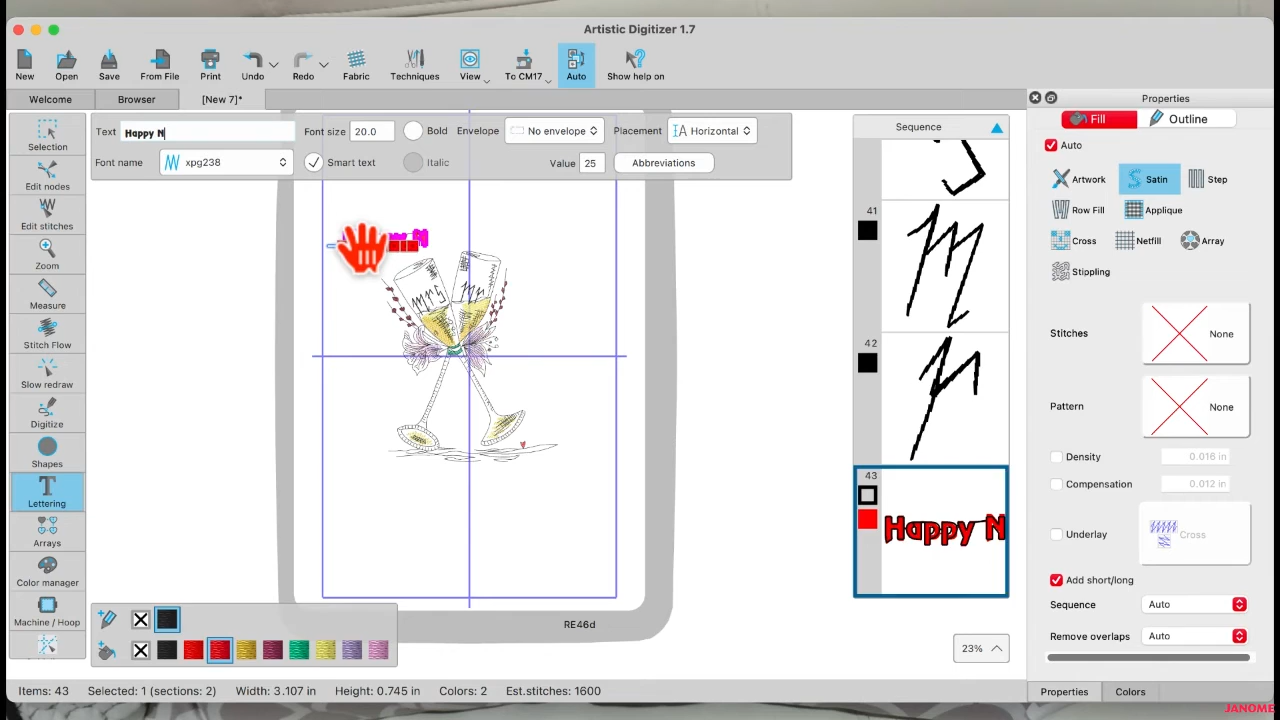 Artistic Digitizer 1.7
New Open Save From File Print Undo Redo Fabric Techniques View To CM17 Auto Show help on
Welcome Browser [New 7]*
Properties
Text Happy N Font size 20.0 Bold Envelope No envelope Placement Horizontal
Font name xpg238 Smart text Italic Value 25 Abbreviations
Selection
Edit nodes
Edit stitches
Zoom
Measure
Stitch Flow
Slow redraw
Digitize
Shapes
Lettering
Arrays
Color manager
Machine / Hoop
Mrs
RE46d
23%
Sequence
41
42
43
Happy N
Fill Outline
Auto
Artwork Satin Step
Row Fill Applique
Cross Netfill Array
Stippling
Stitches None
Pattern None
Density 0.016 in
Compensation 0.012 in
Underlay Cross
Add short/long
Sequence Auto
Remove overlaps Auto
Items: 43 Selected: 1 (sections: 2) Width: 3.107 in Height: 0.745 in Colors: 2 Est.stitches: 1600
Properties Colors
JANOME